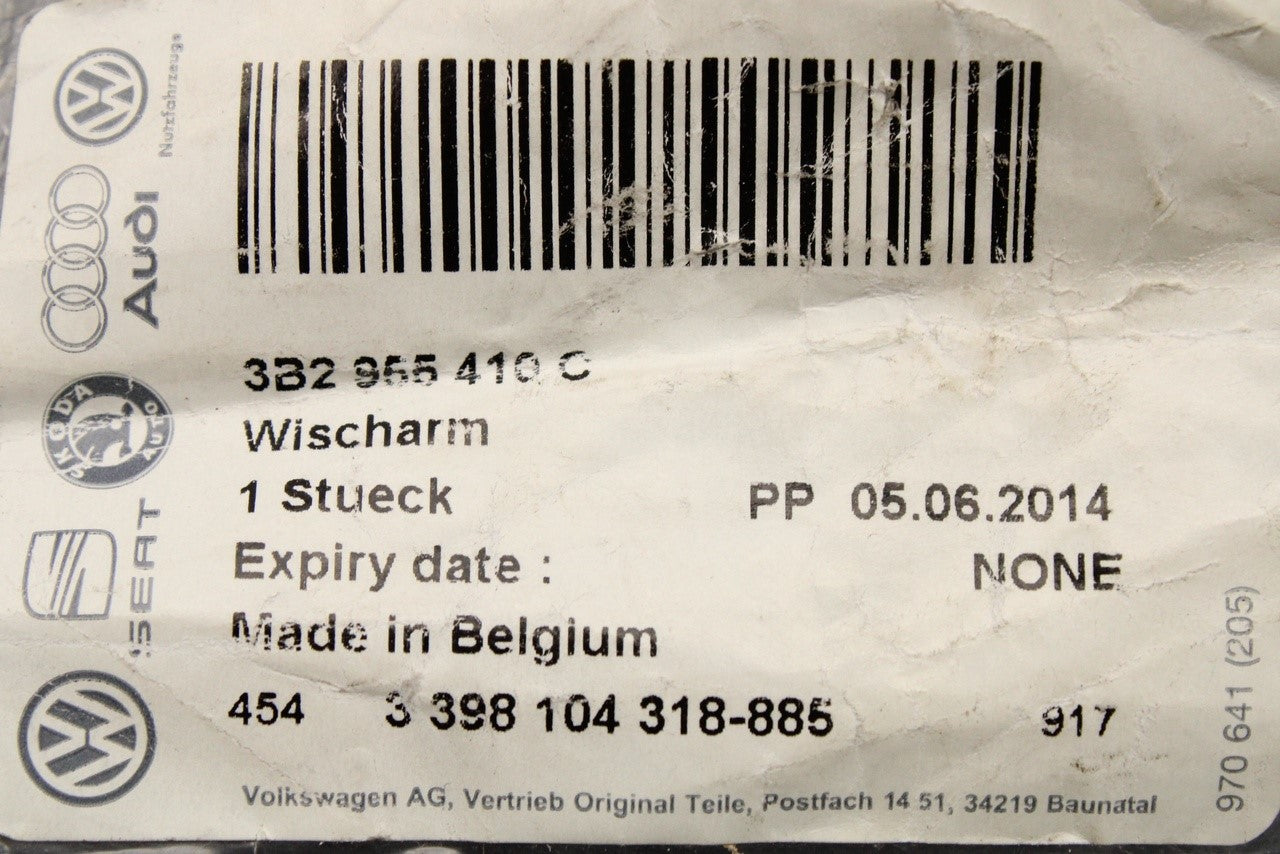 Nutzfahrzeuge
Audi
SKODA
AUTO
SEAT
3B2 955 410 C
Wischarm
1 Stueck PP 05.06.2014
Expiry date : NONE
Made in Belgium
454 3 398 104 318-885 917
Volkswagen AG, Vertrieb Original Teile, Postfach 14 51, 34219 Baunatal
970 641 (205)